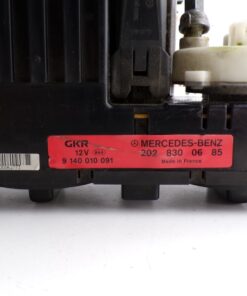 GKR
12V
9 140 010 091
MERCEDES-BENZ
202 830 06 85
Made in France